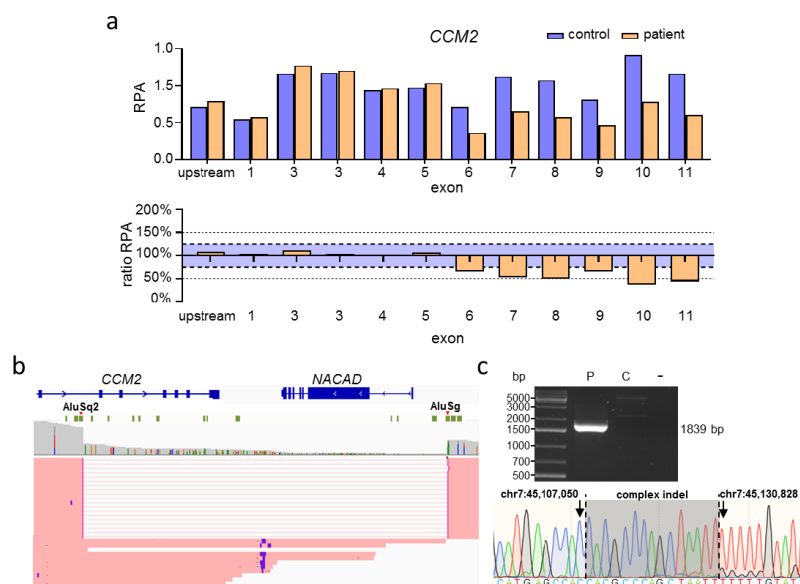 a
CCM2
control
patient
RPA
1.0
1.5
0.5
0.0
upstream 1 3 3 4 5 6 7 8 9 10 11
exon
ratio RPA
200%
150%
100%
50%
0%
upstream 1 3 3 4 5 6 7 8 9 10 11
exon
b
CCM2 NACAD
AluSq2 AluSg
c
bp P C -
5000
3000
2000
1500
1000
700
500
1839 bp
chr7:45,107,050 complex indel chr7:45,130,828
CATGAGCCACCACGCCCAGCTAATTTTTTTGTAT